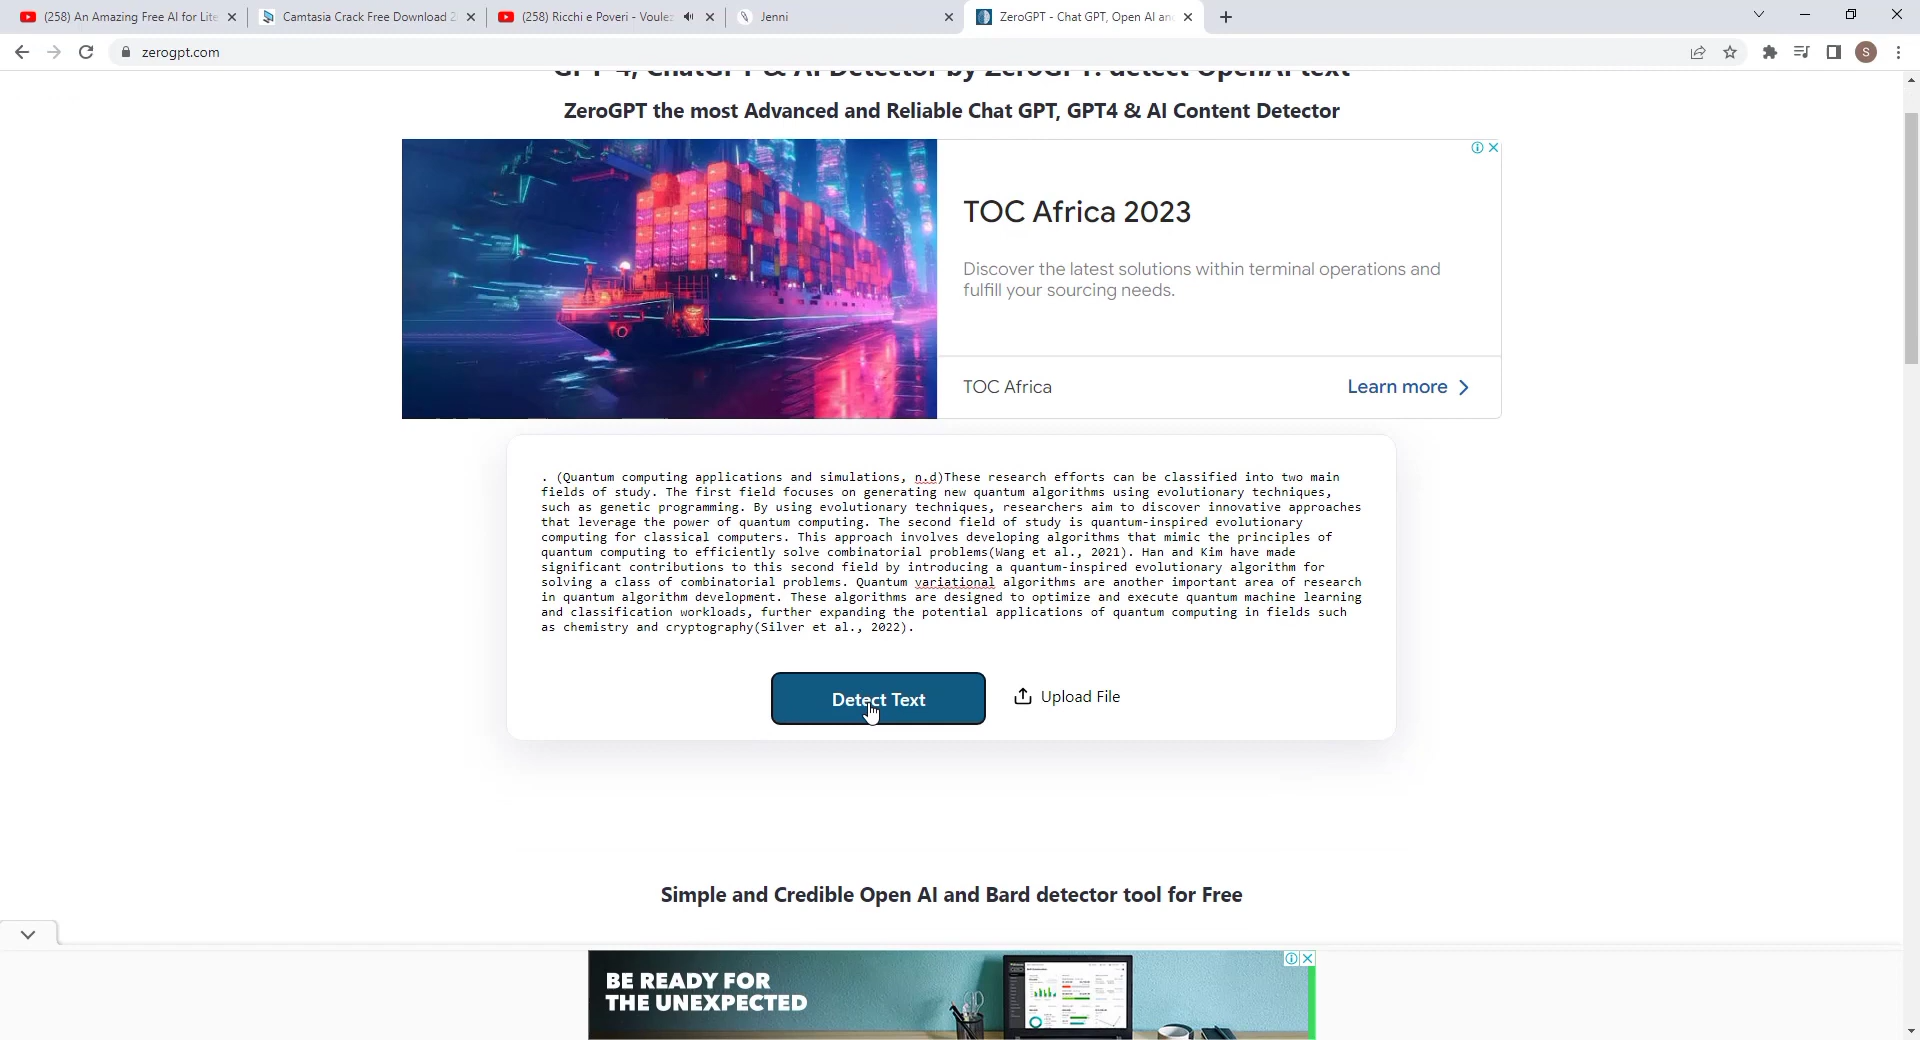 (258) An Amazing Free AI for Lite
Camtasia Crack Free Download 2
(258) Ricchi e Poveri - Voulez
Jenni
ZeroGPT - Chat GPT, Open AI an
zerogpt.com
S
GPT-4, ChatGPT & AI Detector by ZeroGPT: detect OpenAI text
ZeroGPT the most Advanced and Reliable Chat GPT, GPT4 & AI Content Detector
TOC Africa 2023
Discover the latest solutions within terminal operations and
fulfill your sourcing needs.
TOC Africa
Learn more
. (Quantum computing applications and simulations, n.d)These research efforts can be classified into two main
fields of study. The first field focuses on generating new quantum algorithms using evolutionary techniques,
such as genetic programming. By using evolutionary techniques, researchers aim to discover innovative approaches
that leverage the power of quantum computing. The second field of study is quantum-inspired evolutionary
computing for classical computers. This approach involves developing algorithms that mimic the principles of
quantum computing to efficiently solve combinatorial problems(Wang et al., 2021). Han and Kim have made
significant contributions to this second field by introducing a quantum-inspired evolutionary algorithm for
solving a class of combinatorial problems. Quantum variational algorithms are another important area of research
in quantum algorithm development. These algorithms are designed to optimize and execute quantum machine learning
and classification workloads, further expanding the potential applications of quantum computing in fields such
as chemistry and cryptography(Silver et al., 2022).
Detect Text
Upload File
Simple and Credible Open AI and Bard detector tool for Free
BE READY FOR
THE UNEXPECTED